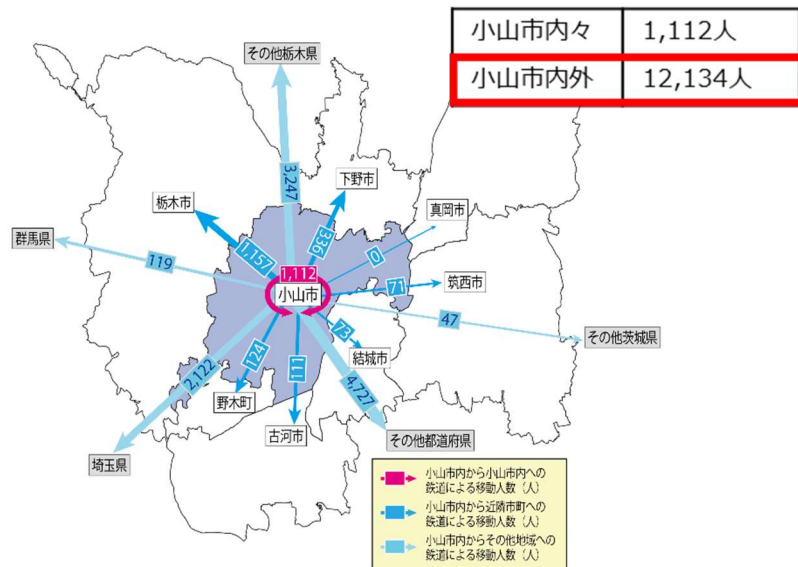 小山市内々 1,112人
小山市内外 12,134人
その他栃木県
3,247
下野市
336
栃木市
1,157
真岡市
0
群馬県
119
1,112
小山市
71
筑西市
47
その他茨城県
73
結城市
2,122
124
111
4,727
野木町
古河市
その他都道府県
埼玉県
小山市内から小山市内への
鉄道による移動人数（人）
小山市内から近隣市町への
鉄道による移動人数（人）
小山市内からその他地域への
鉄道による移動人数（人）